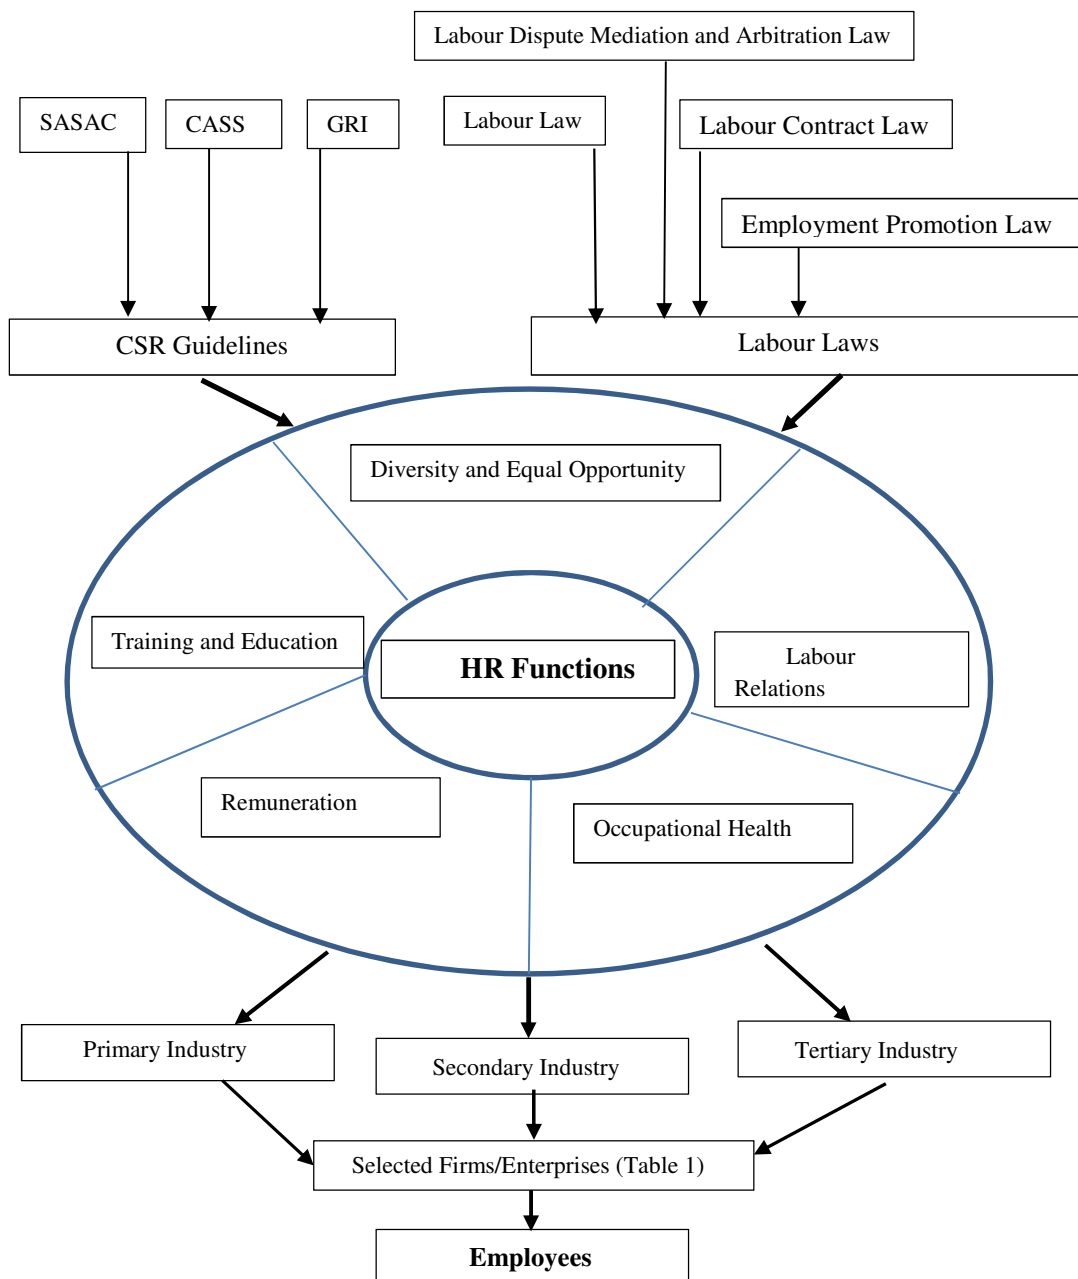 Labour Dispute Mediation and Arbitration Law
SASAC
CASS
GRI
Labour Law
Labour Contract Law
Employment Promotion Law
CSR Guidelines
Labour Laws
Diversity and Equal Opportunity
Training and Education
HR Functions
Labour
Relations
Remuneration
Occupational Health
Primary Industry
Secondary Industry
Tertiary Industry
Selected Firms/Enterprises (Table 1)
Employees